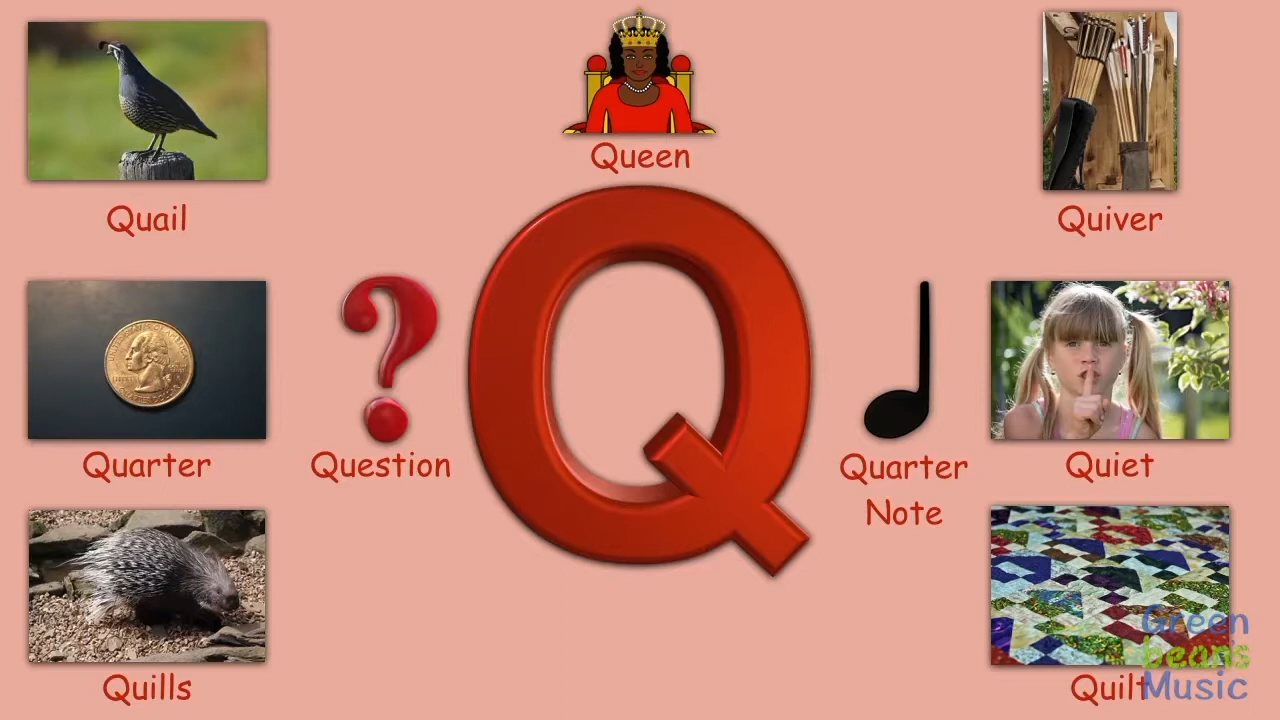 Queen
Quail
Quiver
Q
Quarter
Question
Quarter
Note
Quiet
Quills
Quilt
Green
beans
Music